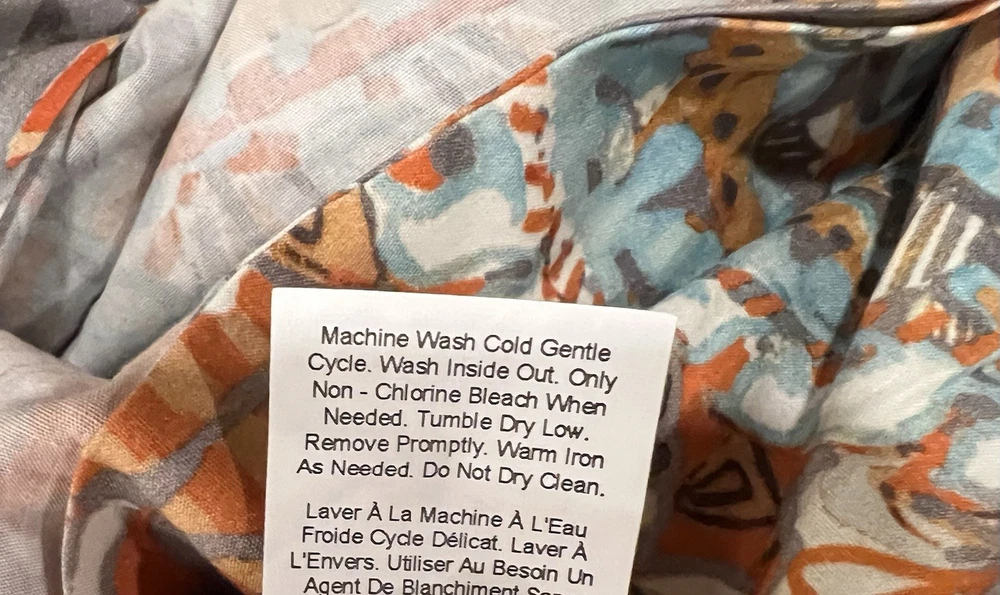 Machine Wash Cold Gentle
Cycle. Wash Inside Out. Only
Non - Chlorine Bleach When
Needed. Tumble Dry Low.
Remove Promptly. Warm Iron
As Needed. Do Not Dry Clean.
Laver À La Machine À L'Eau
Froide Cycle Délicat. Laver À
L'Envers. Utiliser Au Besoin Un
Agent De Blanchiment